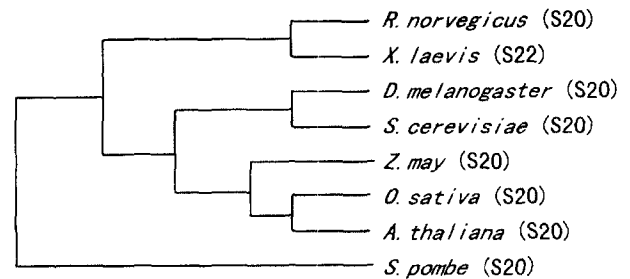 R. norvegicus (S20)
X. laevis (S22)
D. melanogaster (S20)
S. cerevisiae (S20)
Z. may (S20)
O. sativa (S20)
A. thaliana (S20)
S. pombe (S20)